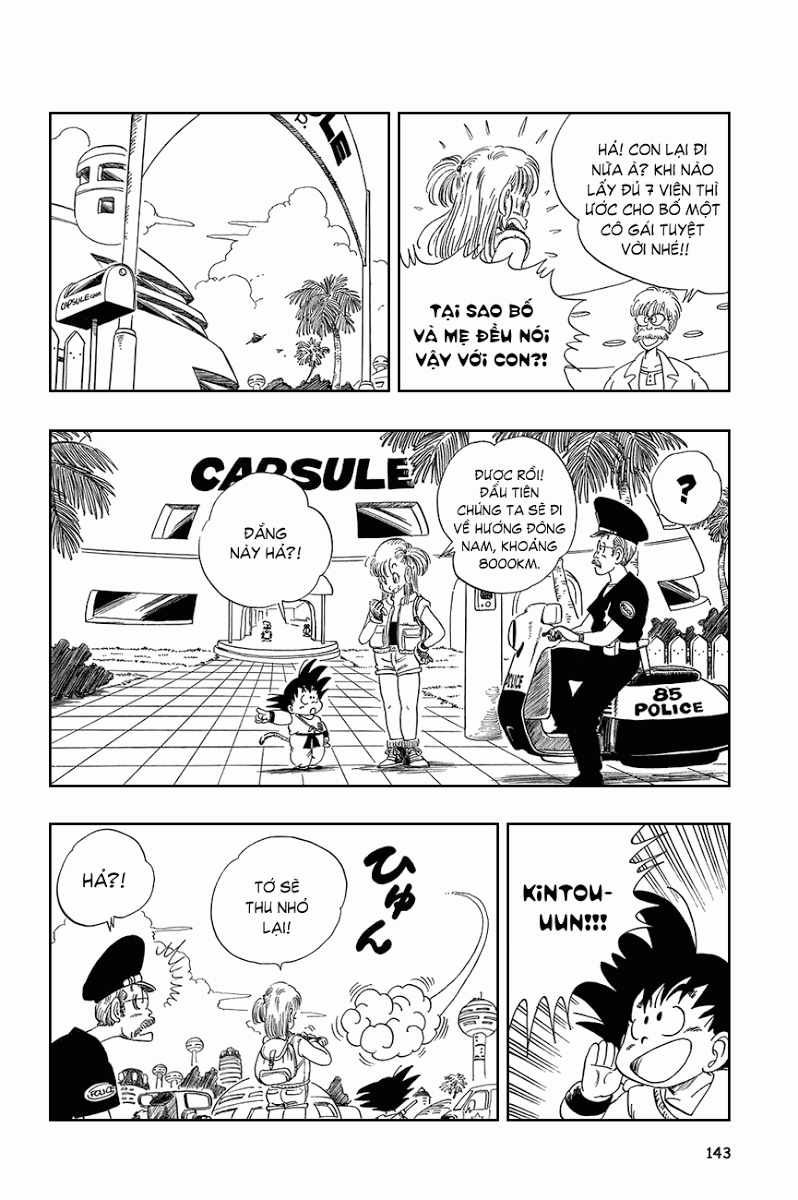 HẢ! CON LẠI ĐI
NỮA À? KHI NÀO
LẤY ĐỦ 7 VIÊN THÌ
ƯỚC CHO BỐ MỘT
CÔ GÁI TUYỆT
VỜI NHÉ!!
TẠI SAO BỐ
VÀ MẸ ĐỀU NÓI
VẬY VỚI CON?!
CAPSULE CORP.
CAPSULE
ĐẰNG
NÀY HẢ?!
ĐƯỢC RỒI!
ĐẦU TIÊN
CHÚNG TA SẼ ĐI
VỀ HƯỚNG ĐÔNG
NAM, KHOẢNG
8000KM.
?
POLICE
85
POLICE
HẢ?!
TỚ SẼ
THU NHỎ
LẠI!
ひゅん
POLICE
KINTOU-
UUN!!!
143